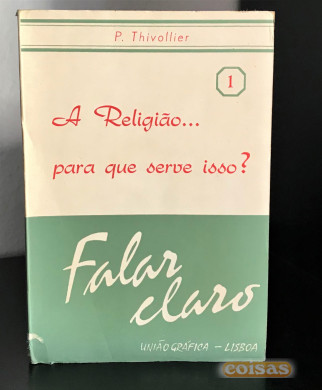 P. Thivollier
1
A Religião...
para que serve isso?
Falar
claro
UNIÃO GRÁFICA – LISBOA
coisas